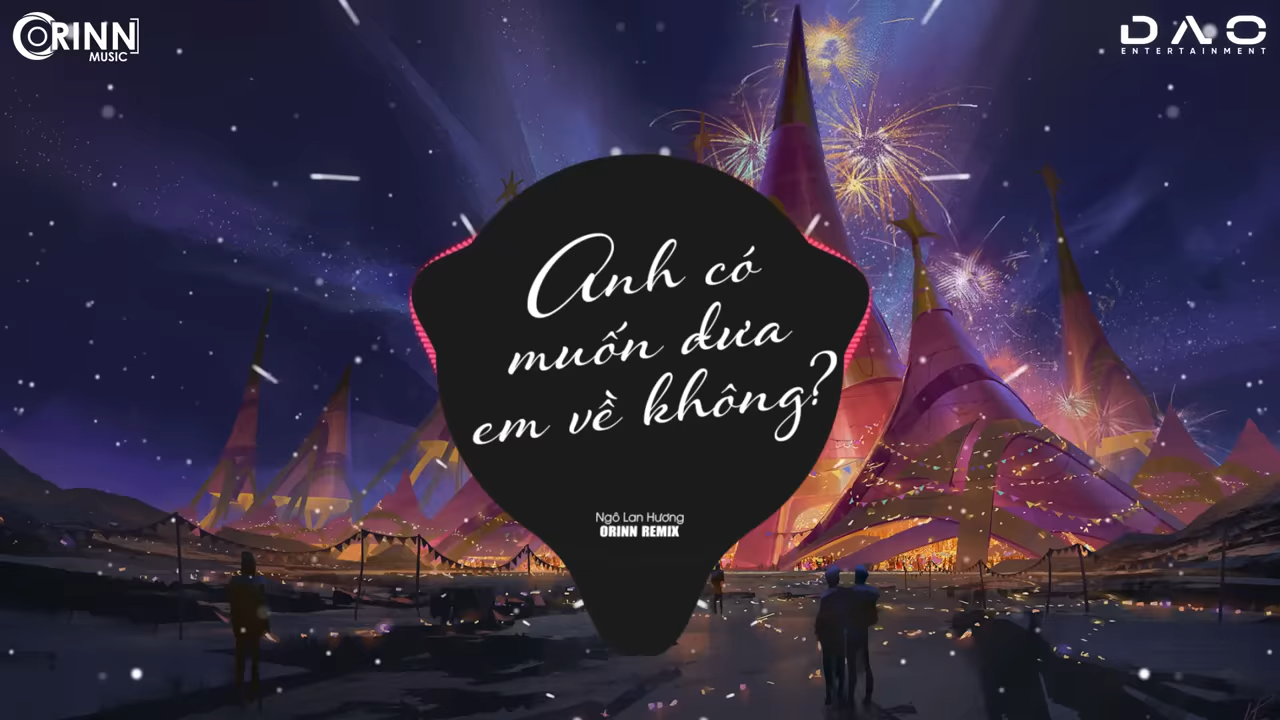 ORINN
MUSIC
DAO
ENTERTAINMENT
Anh có
muốn đưa
em về không?
Ngô Lan Hương
ORINN REMIX